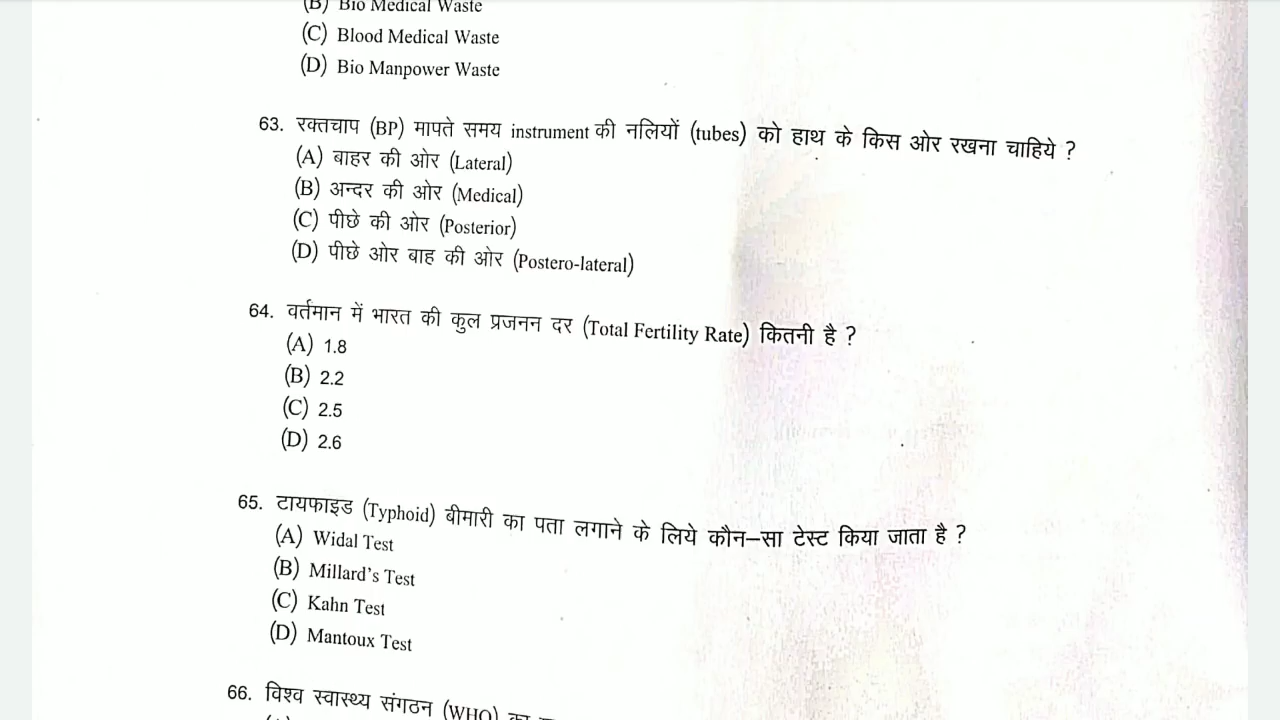 (B) Bio Medical Waste
(C) Blood Medical Waste
(D) Bio Manpower Waste
63. रक्तचाप (BP) मापते समय instrument की नलियों (tubes) को हाथ के किस ओर रखना चाहिये ?
(A) बाहर की ओर (Lateral)
(B) अन्दर की ओर (Medical)
(C) पीछे की ओर (Posterior)
(D) पीछे ओर बाह की ओर (Postero-lateral)
64. वर्तमान में भारत की कुल प्रजनन दर (Total Fertility Rate) कितनी है ?
(A) 1.8
(B) 2.2
(C) 2.5
(D) 2.6
65. टायफाइड (Typhoid) बीमारी का पता लगाने के लिये कौन–सा टेस्ट किया जाता है ?
(A) Widal Test
(B) Millard's Test
(C) Kahn Test
(D) Mantoux Test
66. विश्व स्वास्थ्य संगठन (WHO) का